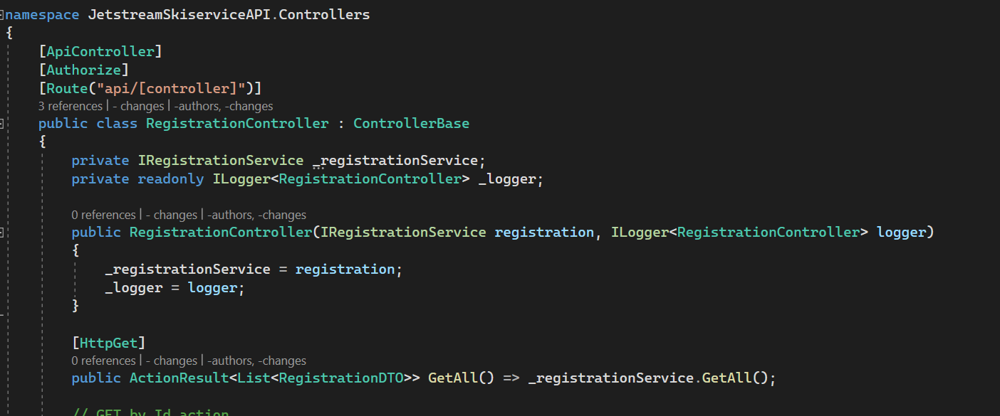 namespace JetstreamSkiserviceAPI.Controllers
{
[ApiController]
[Authorize]
[Route("api/[controller]")]
3 references | - changes | -authors, -changes
public class RegistrationController : ControllerBase
{
private IRegistrationService _registrationService;
private readonly ILogger<RegistrationController> _logger;
0 references | - changes | -authors, -changes
public RegistrationController(IRegistrationService registration, ILogger<RegistrationController> logger)
{
_registrationService = registration;
_logger = logger;
}
[HttpGet]
0 references | - changes | -authors, -changes
public ActionResult<List<RegistrationDTO>> GetAll() => _registrationService.GetAll();
// GET by Id action